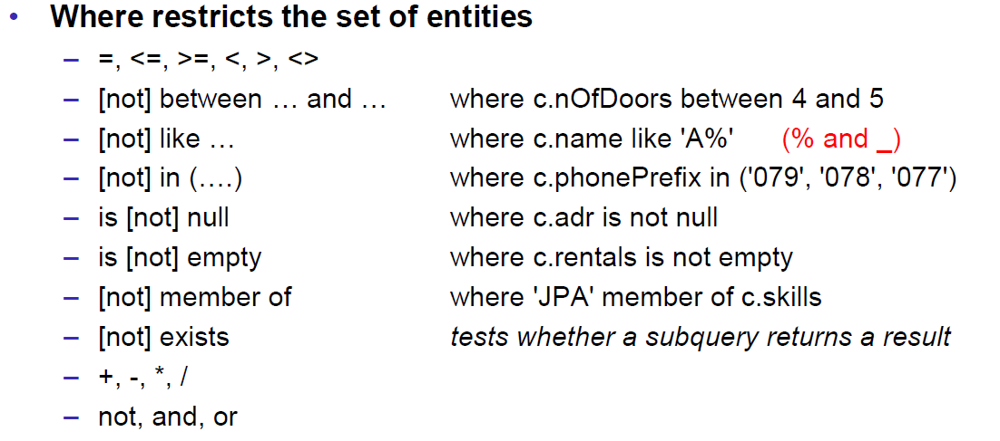 • Where restricts the set of entities
– =, <=, >=, <, >, <>
– [not] between … and … where c.nOfDoors between 4 and 5
– [not] like … where c.name like 'A%' (% and _)
– [not] in (….) where c.phonePrefix in ('079', '078', '077')
– is [not] null where c.adr is not null
– is [not] empty where c.rentals is not empty
– [not] member of where 'JPA' member of c.skills
– [not] exists tests whether a subquery returns a result
– +, -, *, /
– not, and, or